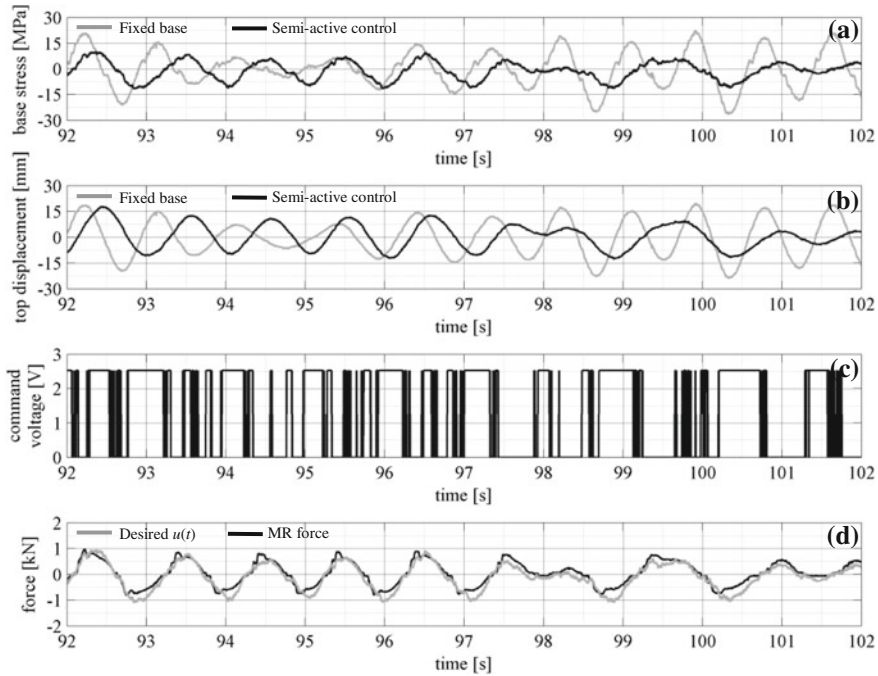 base stress [MPa]
30
15
0
-15
-30
Fixed base
Semi-active control
(a)
92 93 94 95 96 97 98 99 100 101 102
time [s]
top displacement [mm]
30
15
0
-15
-30
Fixed base
Semi-active control
(b)
92 93 94 95 96 97 98 99 100 101 102
time [s]
command
voltage [V]
3
2
1
0
(c)
92 93 94 95 96 97 98 99 100 101 102
time [s]
force [kN]
2
1
0
-1
-2
Desired u(t)
MR force
(d)
92 93 94 95 96 97 98 99 100 101 102
time [s]